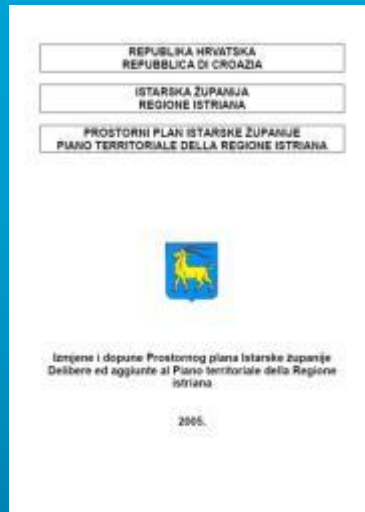 REPUBLIKA HRVATSKA
REPUBBLICA DI CROAZIA
ISTARSKA ŽUPANIJA
REGIONE ISTRIANA
PROSTORNI PLAN ISTARSKE ŽUPANIJE
PIANO TERRITORIALE DELLA REGIONE ISTRIANA
Izmjene i dopune Prostornog plana Istarske županije
Delibere ed aggiunte al Piano territoriale della Regione
istriana
2005.